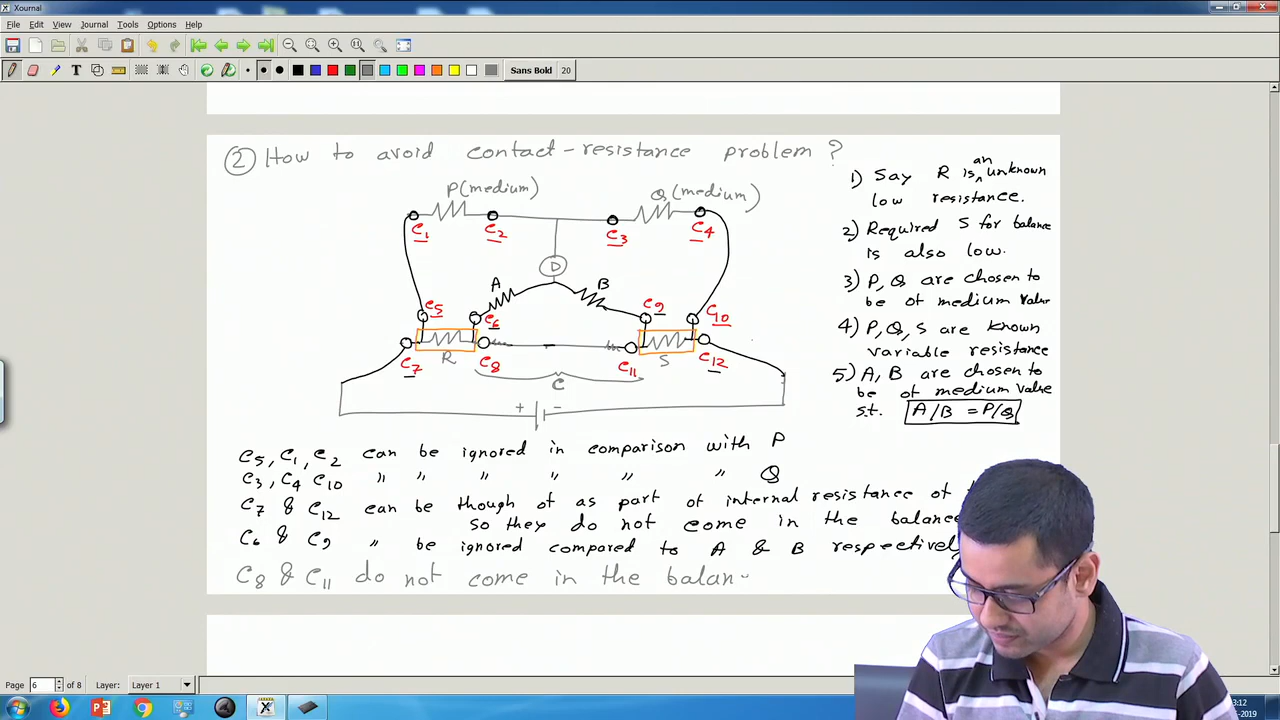 Xournal
File Edit View Journal Tools Options Help
Sans Bold 20
② How to avoid contact-resistance problem?
P(medium)
Q(medium)
C1
C2
C3
C4
D
A
B
C5
C6
C9
C10
R
S
C7
C8
C11
C12
C
+ -
1) Say R is an unknown
low resistance.
2) Required S for balance
is also low.
3) P, Q are chosen to
be of medium value
4) P, Q, S are known
variable resistance
5) A, B are chosen to
be of medium value
s.t. A/B = P/Q
C5, C1, C2 can be ignored in comparison with P
C3, C4 C10 " " " " " Q
C7 & C12 can be though of as part of internal resistance of
so they do not come in the balance
C6 & C9 " be ignored compared to A & B respectively
C8 & C11 do not come in the balan
Page 6 of 8 Layer: Layer 1
3:12
-2019